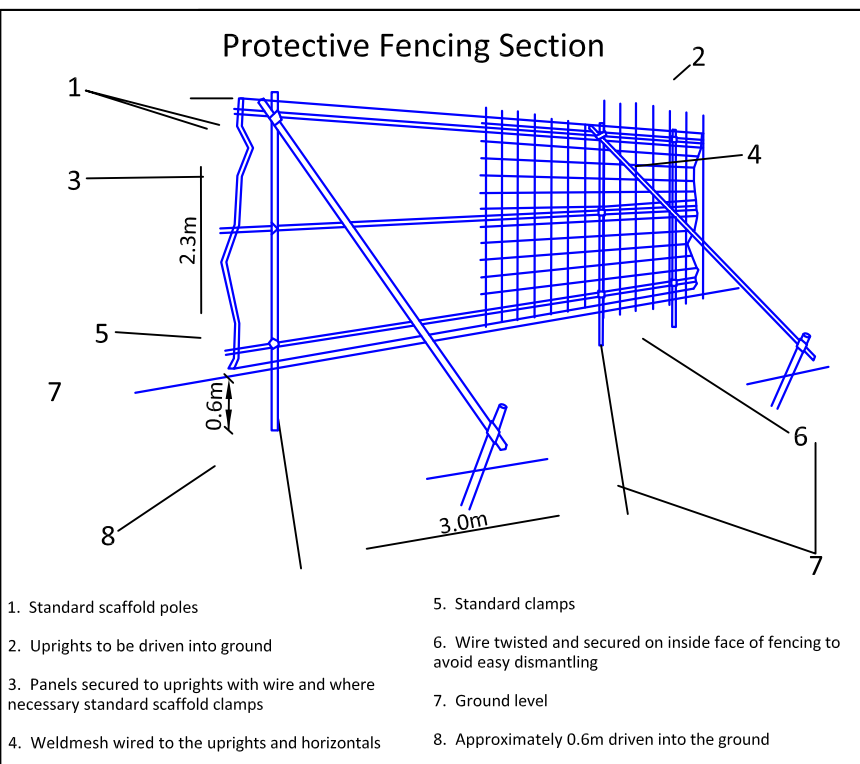 Protective Fencing Section
2
1
4
3
2.3m
5
7
0.6m
6
8
3.0m
7
1. Standard scaffold poles
2. Uprights to be driven into ground
3. Panels secured to uprights with wire and where
necessary standard scaffold clamps
4. Weldmesh wired to the uprights and horizontals
5. Standard clamps
6. Wire twisted and secured on inside face of fencing to
avoid easy dismantling
7. Ground level
8. Approximately 0.6m driven into the ground